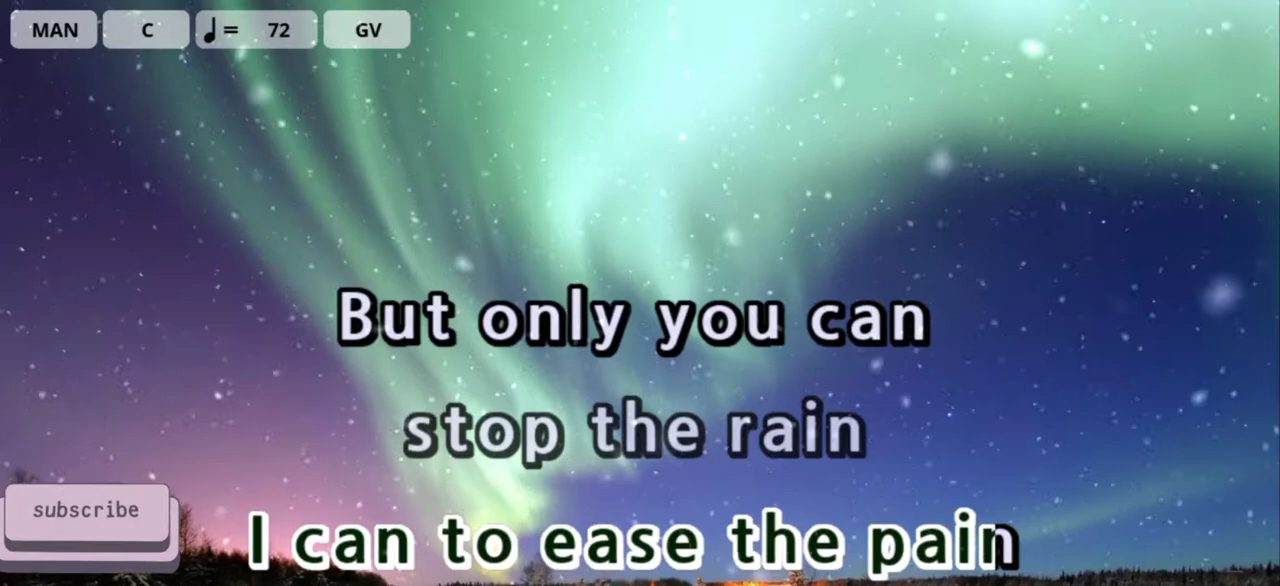 MAN C ♩= 72 GV
But only you can
stop the rain
subscribe
I can to ease the pain